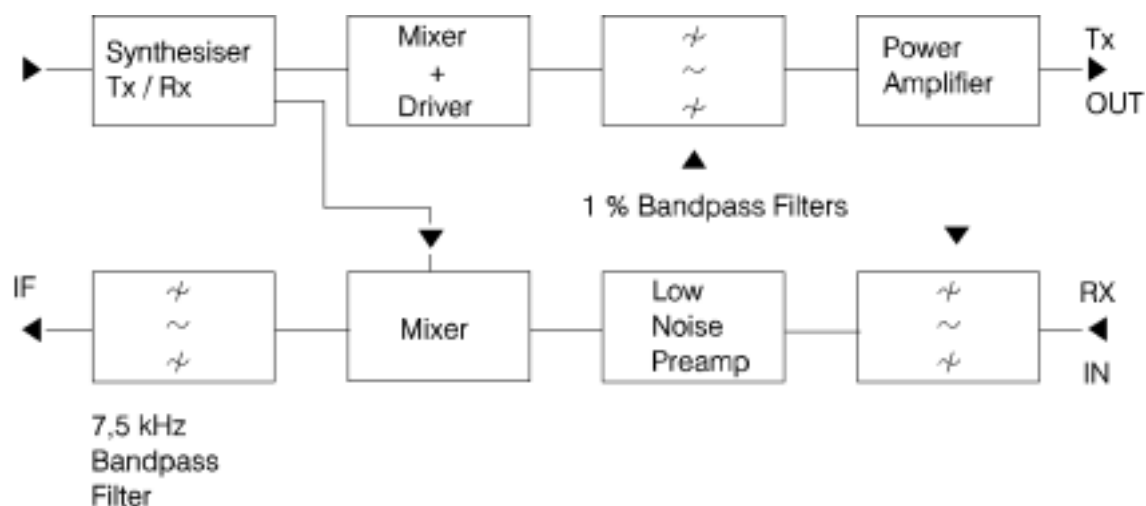 Synthesiser
Tx / Rx
Mixer
+
Driver
Power
Amplifier
Tx
OUT
1 % Bandpass Filters
IF
Mixer
Low
Noise
Preamp
RX
IN
7,5 kHz
Bandpass
Filter